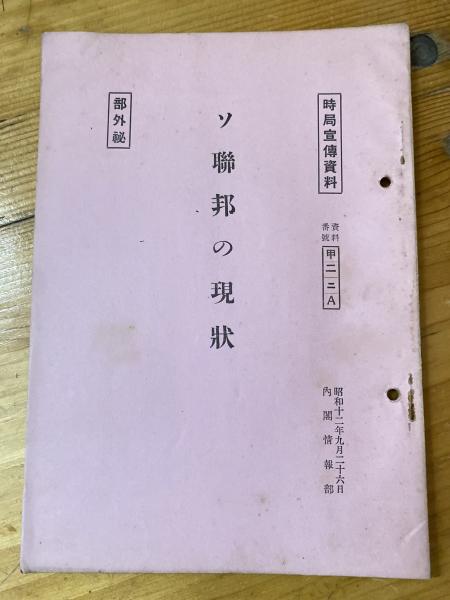 時局宣傳資料
資料
番號
甲二ノ二A
昭和十二年九月二十六日
內閣情報部
ソ聯邦の現狀
部外祕